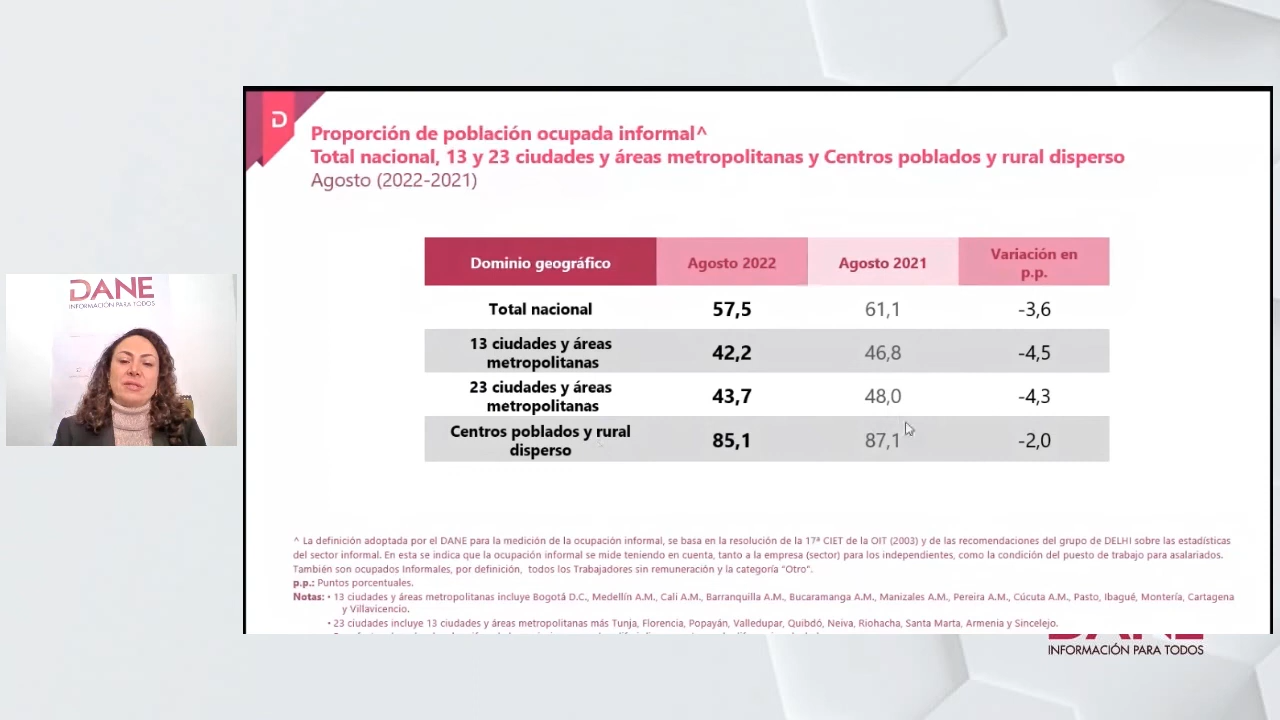 D
Proporción de población ocupada informal^
Total nacional, 13 y 23 ciudades y áreas metropolitanas y Centros poblados y rural disperso
Agosto (2022-2021)
Dominio geográfico Agosto 2022 Agosto 2021 Variación en p.p.
Total nacional 57,5 61,1 -3,6
13 ciudades y áreas metropolitanas 42,2 46,8 -4,5
23 ciudades y áreas metropolitanas 43,7 48,0 -4,3
Centros poblados y rural disperso 85,1 87,1 -2,0
DANE
INFORMACIÓN PARA TODOS
^ La definición adoptada por el DANE para la medición de la ocupación informal, se basa en la resolución de la 17ª CIET de la OIT (2003) y de las recomendaciones del grupo de DELHI sobre las estadísticas
del sector informal. En esta se indica que la ocupación informal se mide teniendo en cuenta, tanto a la empresa (sector) para los independientes, como la condición del puesto de trabajo para asalariados.
También son ocupados Informales, por definición, todos los Trabajadores sin remuneración y la categoría "Otro".
p.p.: Puntos porcentuales.
Notas: • 13 ciudades y áreas metropolitanas incluye Bogotá D.C., Medellín A.M., Cali A.M., Barranquilla A.M., Bucaramanga A.M., Manizales A.M., Pereira A.M., Cúcuta A.M., Pasto, Ibagué, Montería, Cartagena
y Villavicencio.
• 23 ciudades incluye 13 ciudades y áreas metropolitanas más Tunja, Florencia, Popayán, Valledupar, Quibdó, Neiva, Riohacha, Santa Marta, Armenia y Sincelejo.
DANE
INFORMACIÓN PARA TODOS